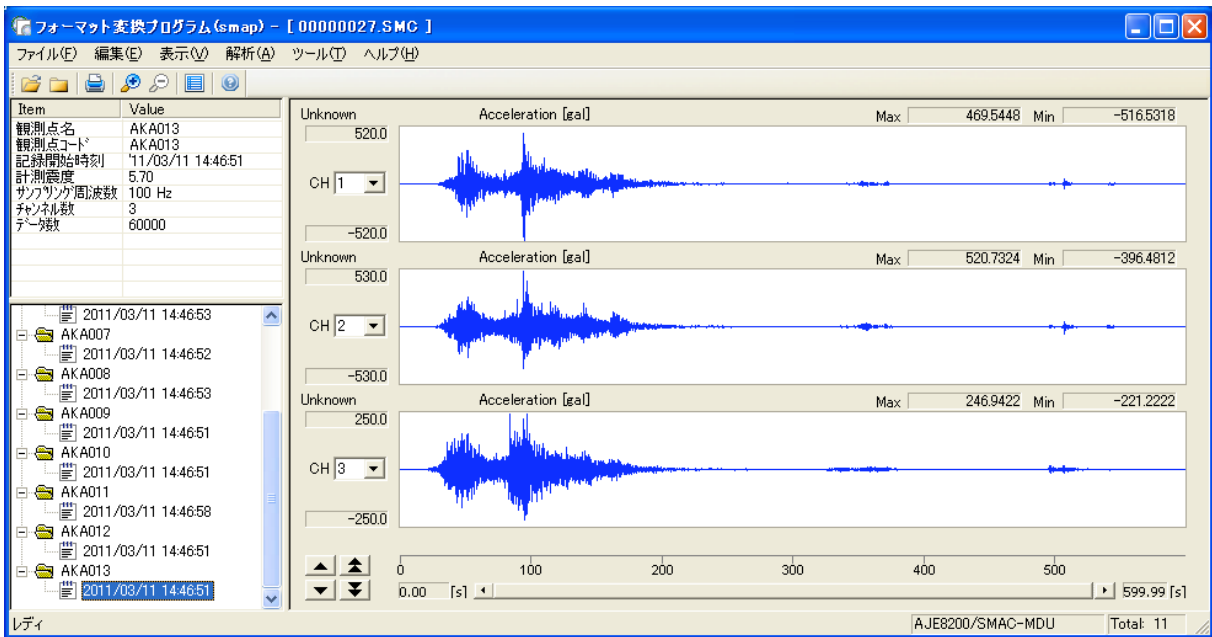 フォーマット変換プログラム(smap) - [ 00000027.SMC ]
ファイル(F) 編集(E) 表示(V) 解析(A) ツール(T) ヘルプ(H)
Item Value
観測点名 AKA013
観測点コード AKA013
記録開始時刻 '11/03/11 14:46:51
計測震度 5.70
サンプリング周波数 100 Hz
チャンネル数 3
データ数 60000
2011/03/11 14:46:53
AKA007
2011/03/11 14:46:52
AKA008
2011/03/11 14:46:53
AKA009
2011/03/11 14:46:51
AKA010
2011/03/11 14:46:51
AKA011
2011/03/11 14:46:58
AKA012
2011/03/11 14:46:51
AKA013
2011/03/11 14:46:51
Unknown Acceleration [gal] Max 469.5448 Min -516.5318
520.0
CH 1
-520.0
Unknown Acceleration [gal] Max 520.7324 Min -396.4812
530.0
CH 2
-530.0
Unknown Acceleration [gal] Max 246.9422 Min -221.2222
250.0
CH 3
-250.0
0 100 200 300 400 500
0.00 [s] 599.99 [s]
レディ AJE8200/SMAC-MDU Total: 11